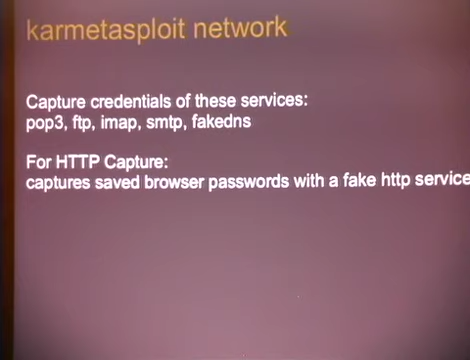 karmetasploit network
Capture credentials of these services:
pop3, ftp, imap, smtp, fakedns
For HTTP Capture:
captures saved browser passwords with a fake http service